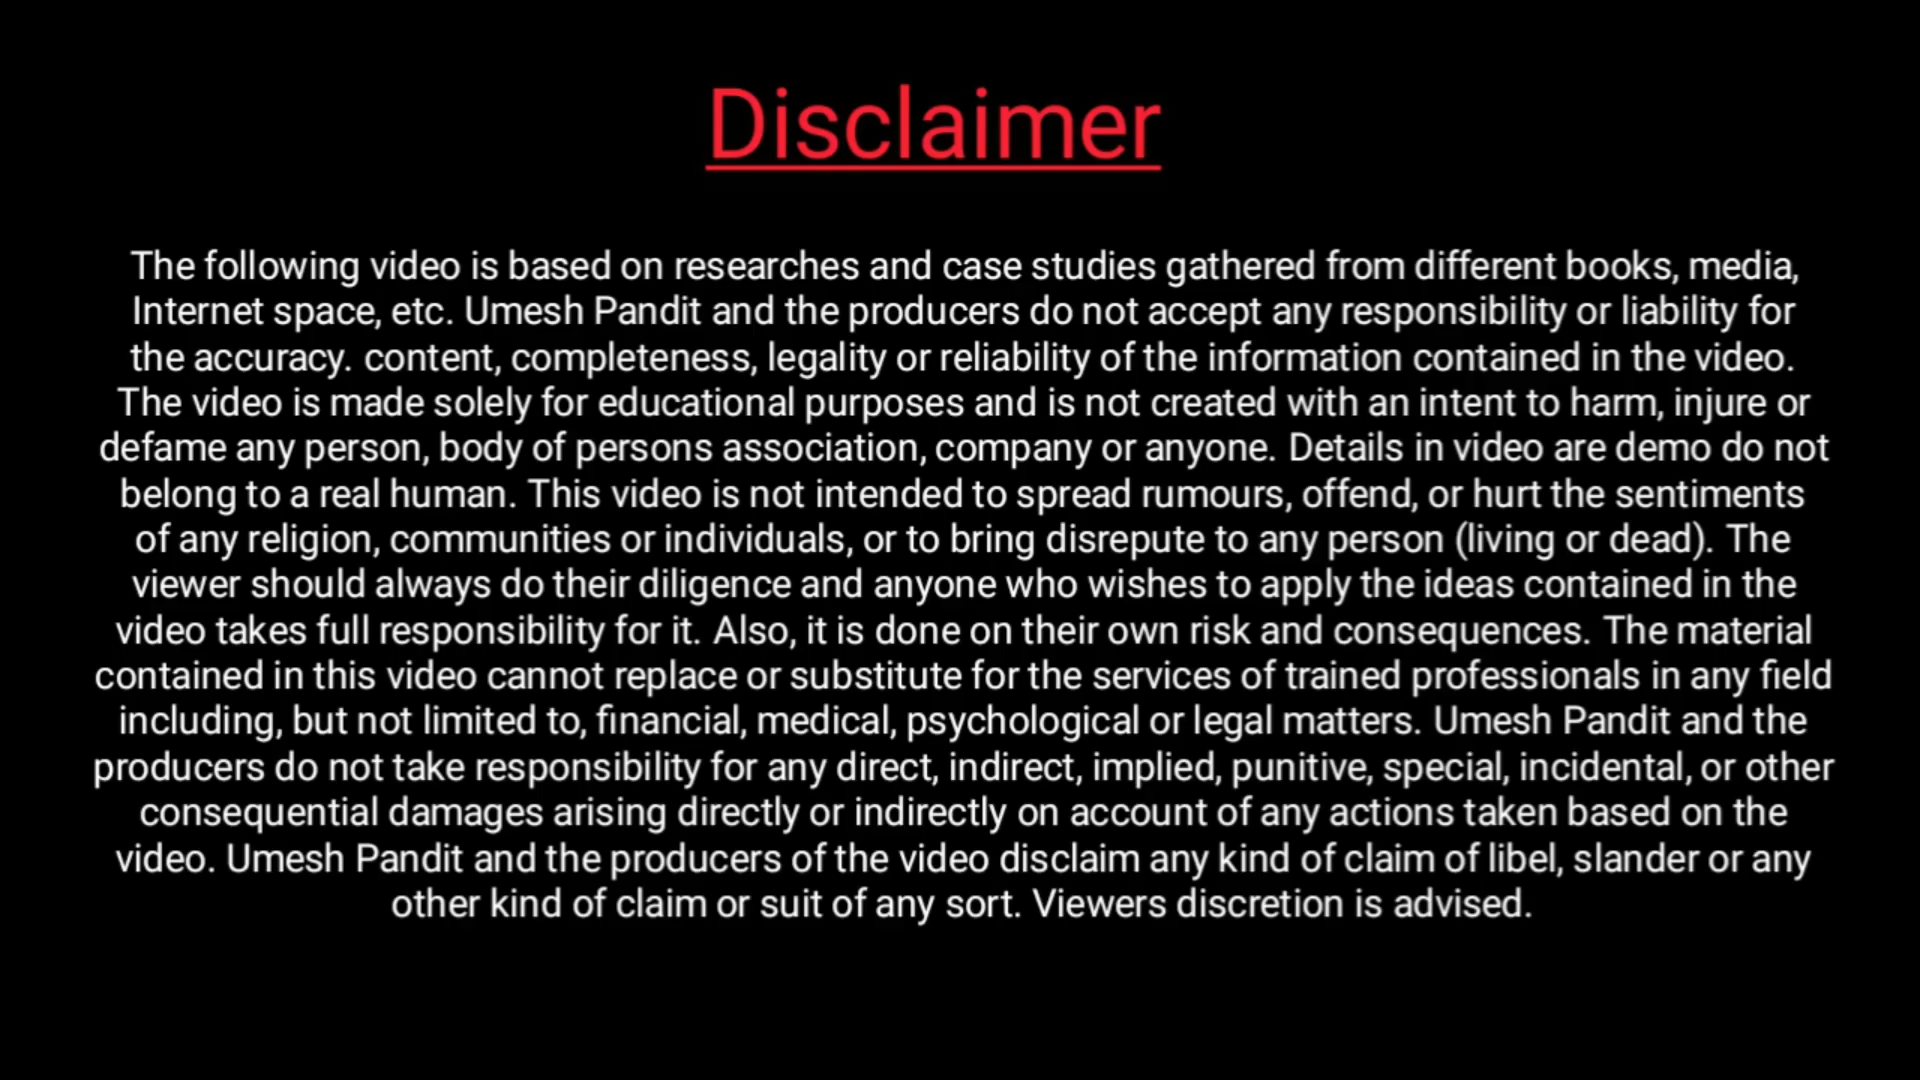 Disclaimer
The following video is based on researches and case studies gathered from different books, media,
Internet space, etc. Umesh Pandit and the producers do not accept any responsibility or liability for
the accuracy. content, completeness, legality or reliability of the information contained in the video.
The video is made solely for educational purposes and is not created with an intent to harm, injure or
defame any person, body of persons association, company or anyone. Details in video are demo do not
belong to a real human. This video is not intended to spread rumours, offend, or hurt the sentiments
of any religion, communities or individuals, or to bring disrepute to any person (living or dead). The
viewer should always do their diligence and anyone who wishes to apply the ideas contained in the
video takes full responsibility for it. Also, it is done on their own risk and consequences. The material
contained in this video cannot replace or substitute for the services of trained professionals in any field
including, but not limited to, financial, medical, psychological or legal matters. Umesh Pandit and the
producers do not take responsibility for any direct, indirect, implied, punitive, special, incidental, or other
consequential damages arising directly or indirectly on account of any actions taken based on the
video. Umesh Pandit and the producers of the video disclaim any kind of claim of libel, slander or any
other kind of claim or suit of any sort. Viewers discretion is advised.